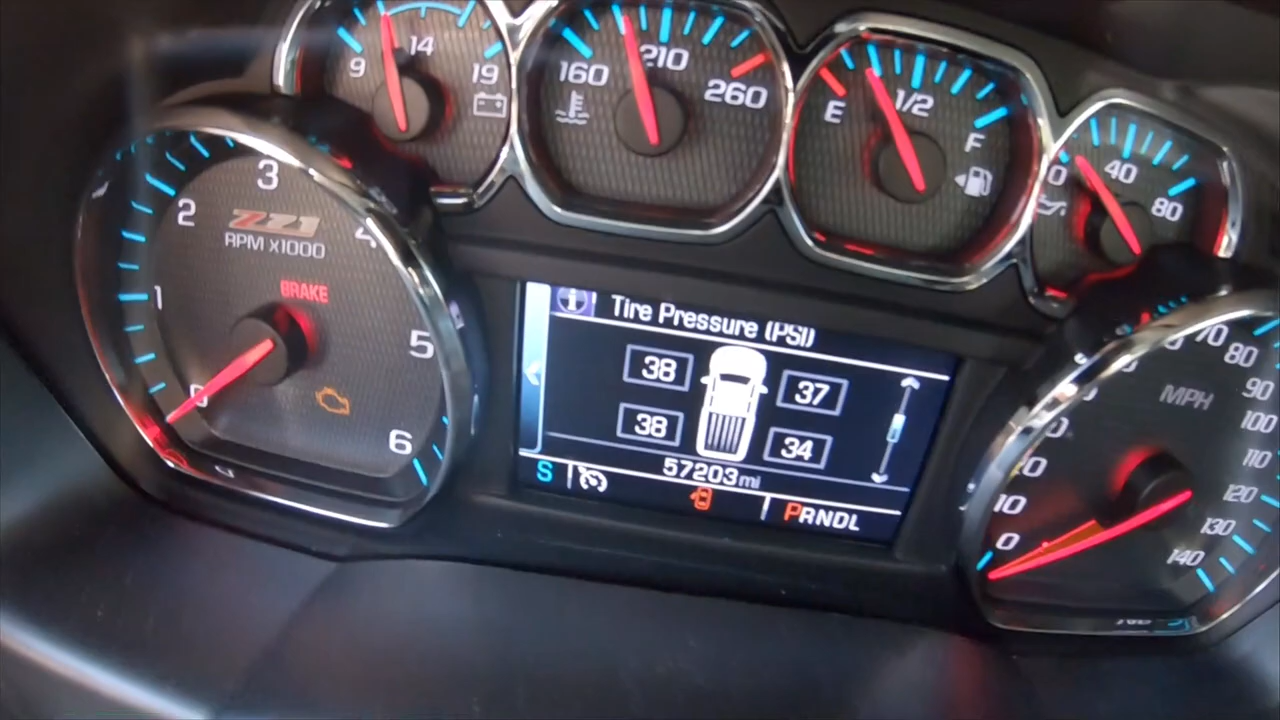 9 14 19
160 210 260
E 1/2 F
0 40 80
0 1 2 3 4 5 6
Z71
RPM X1000
BRAKE
i Tire Pressure (PSI)
38 37
38 34
57203 mi
S PRNDL
MPH
0 10
70 80 90 100 110 120 130 140